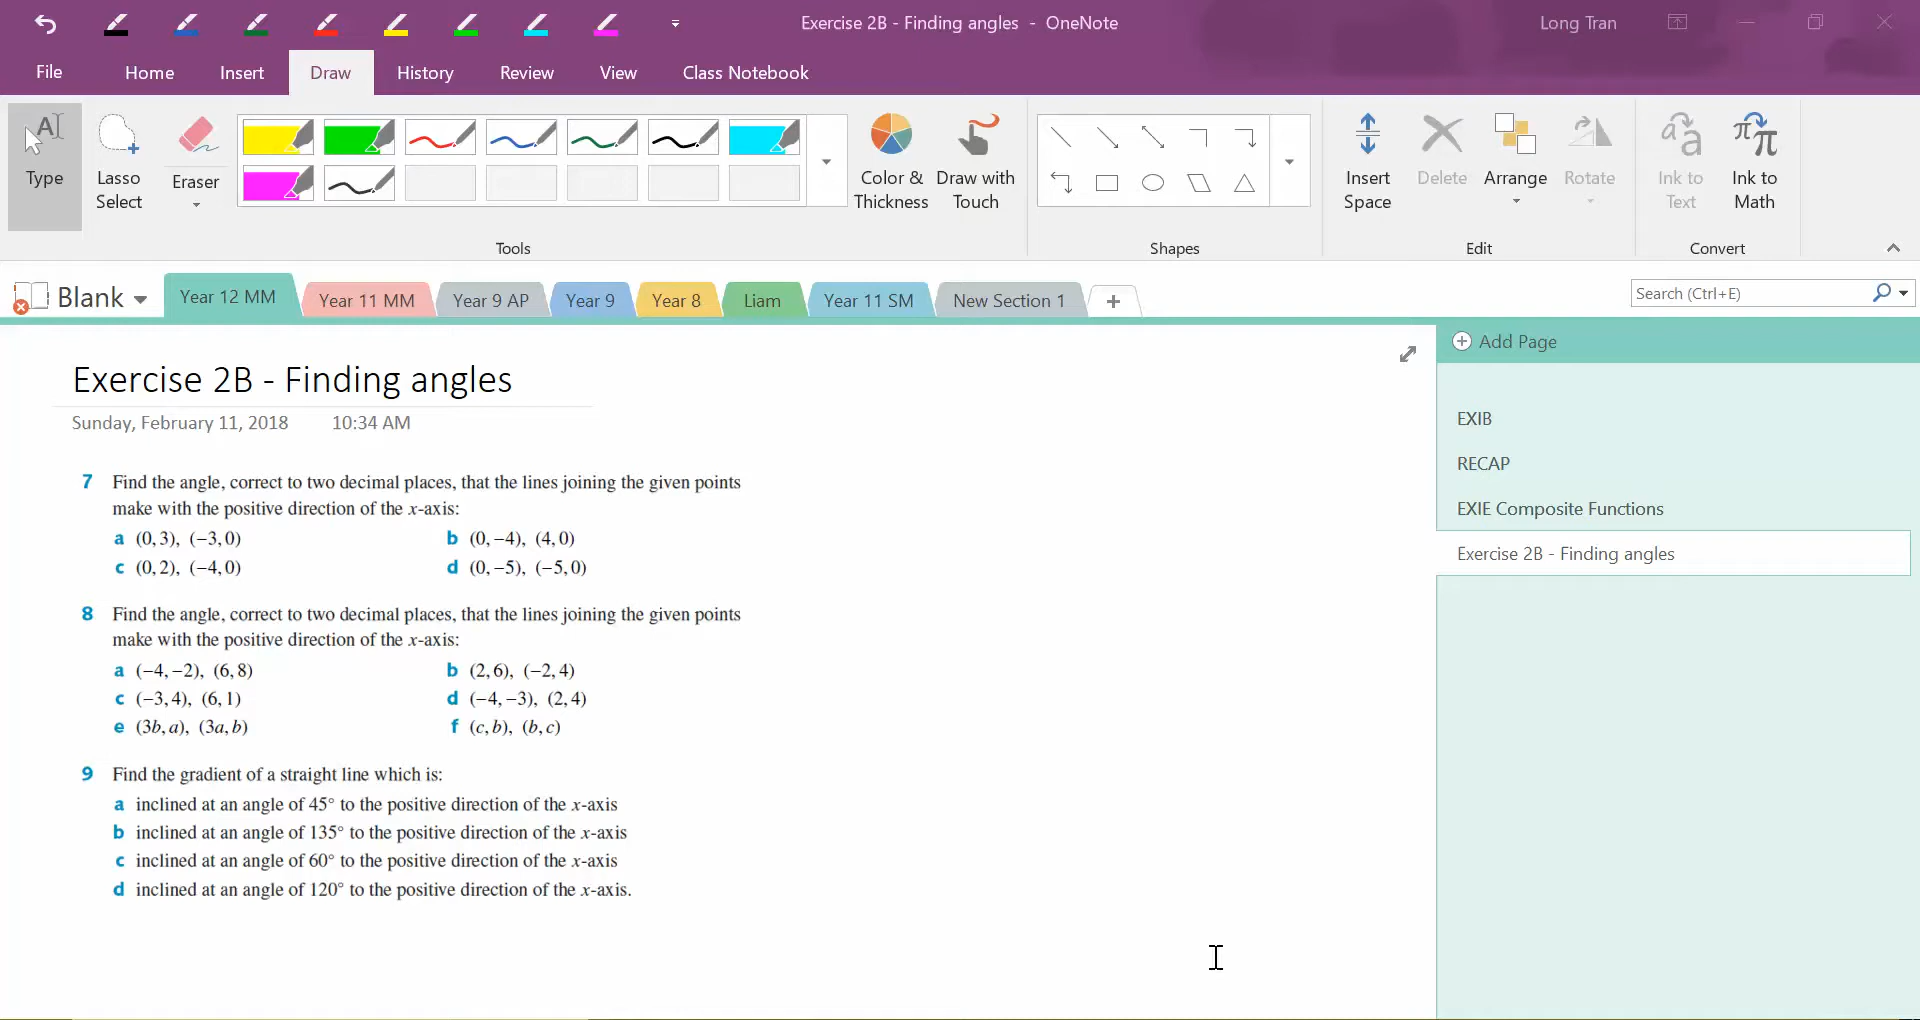 Exercise 2B - Finding angles - OneNote
Long Tran
File
Home
Insert
Draw
History
Review
View
Class Notebook
Type
Lasso Select
Eraser
Color & Thickness
Draw with Touch
Insert Space
Delete
Arrange
Rotate
Ink to Text
Ink to Math
Tools
Shapes
Edit
Convert
Blank
Year 12 MM
Year 11 MM
Year 9 AP
Year 9
Year 8
Liam
Year 11 SM
New Section 1
Search (Ctrl+E)
Add Page
EXIB
RECAP
EXIE Composite Functions
Exercise 2B - Finding angles
Exercise 2B - Finding angles
Sunday, February 11, 2018 10:34 AM
7 Find the angle, correct to two decimal places, that the lines joining the given points
make with the positive direction of the x-axis:
a (0, 3), (−3, 0) b (0, −4), (4, 0)
c (0, 2), (−4, 0) d (0, −5), (−5, 0)
8 Find the angle, correct to two decimal places, that the lines joining the given points
make with the positive direction of the x-axis:
a (−4, −2), (6, 8) b (2, 6), (−2, 4)
c (−3, 4), (6, 1) d (−4, −3), (2, 4)
e (3b, a), (3a, b) f (c, b), (b, c)
9 Find the gradient of a straight line which is:
a inclined at an angle of 45° to the positive direction of the x-axis
b inclined at an angle of 135° to the positive direction of the x-axis
c inclined at an angle of 60° to the positive direction of the x-axis
d inclined at an angle of 120° to the positive direction of the x-axis.